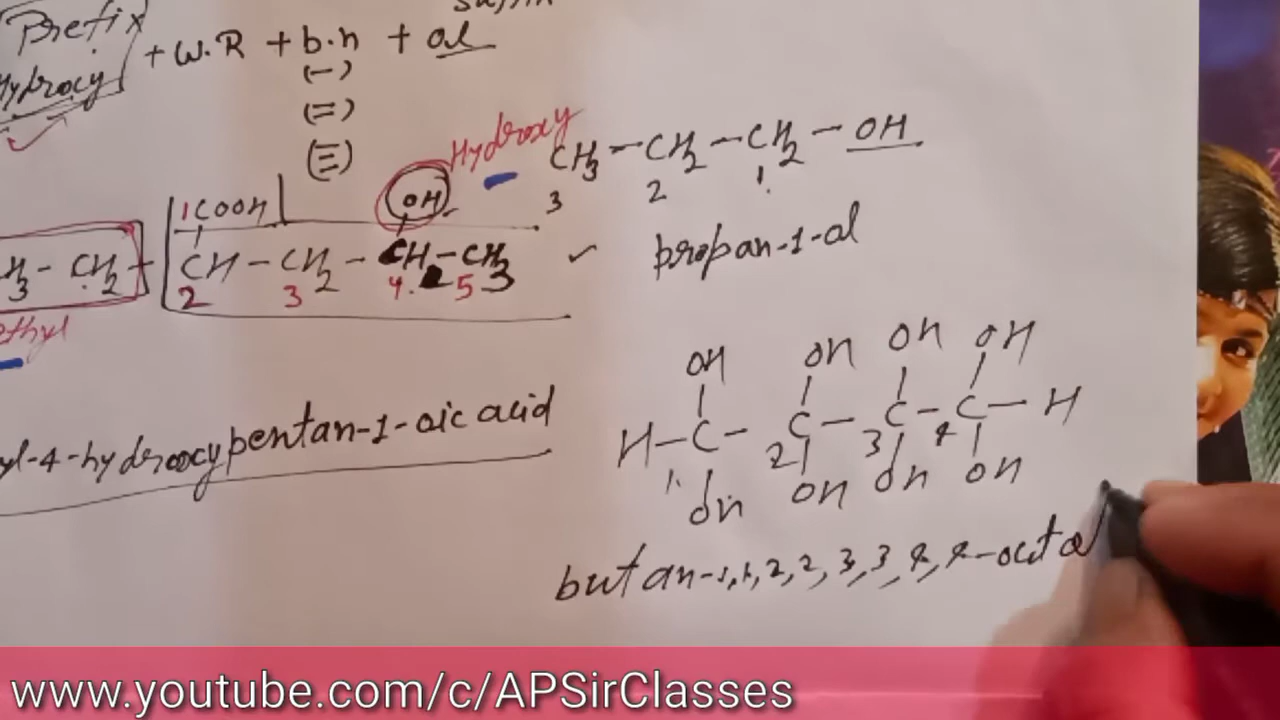 Prefix
Suffix
+ W.R + b.n + ol
Hydroxy
(-)
(=)
(≡)
Hydroxy
CH3 - CH2 - CH2 - OH
3 2 1.
1COOH
OH
CH - CH2 - CH - CH3
2 3 4. 5
propan-1-ol
OH OH OH OH
H - C - C - C - C - H
1. 2 3 4
OH OH OH OH
-4-hydroxypentan-1-oic acid
butan-1,1,2,2,3,3,4,4-octol
www.youtube.com/c/APSirClasses